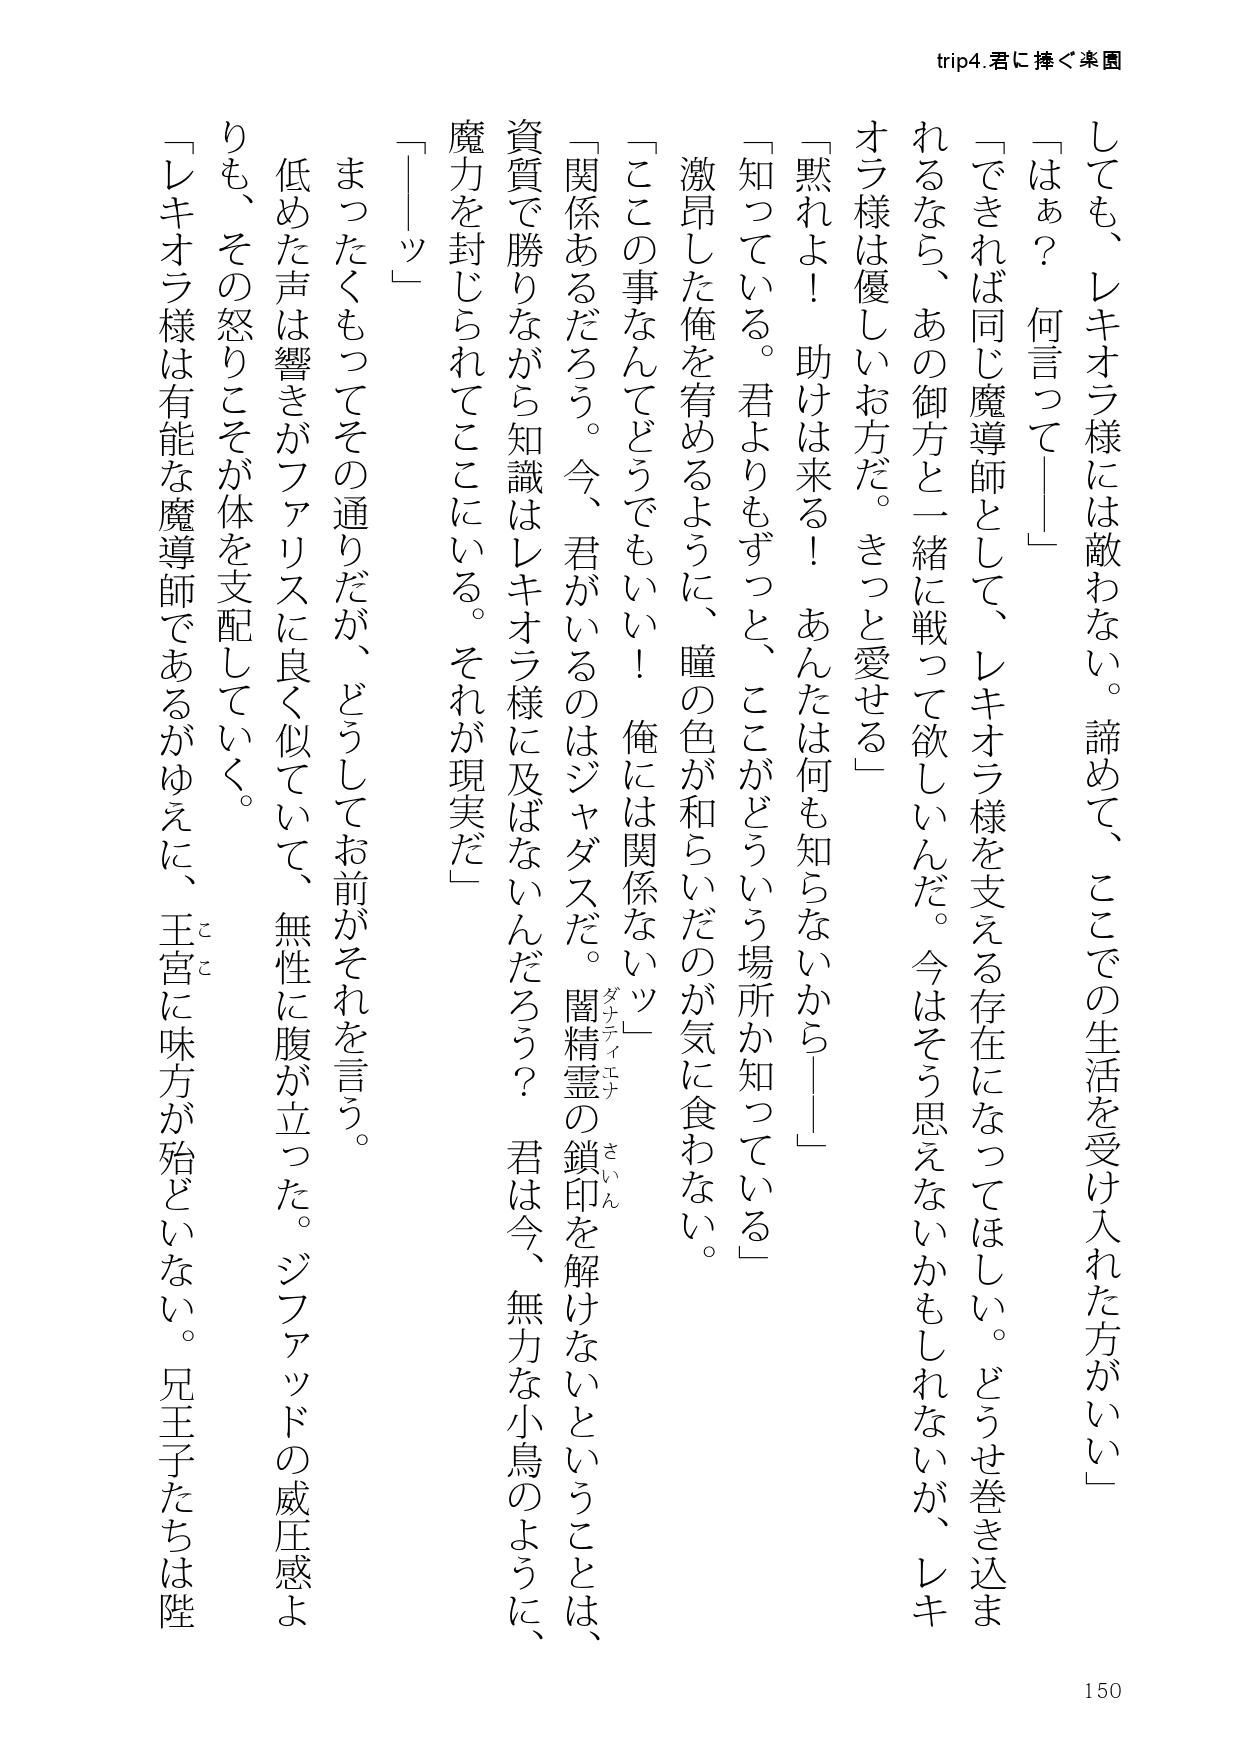 trip4.君に捧ぐ楽園
しても、レキオラ様には敵わない。諦めて、ここでの生活を受け入れた方がいい」
「はぁ？　何言って――」
「できれば同じ魔導師として、レキオラ様を支える存在になってほしい。どうせ巻き込ま
れるなら、あの御方と一緒に戦って欲しいんだ。今はそう思えないかもしれないが、レキ
オラ様は優しいお方だ。きっと愛せる」
「黙れよ！　助けは来る！　あんたは何も知らないから――」
「知っている。君よりもずっと、ここがどういう場所か知っている」
　激昂した俺を宥めるように、瞳の色が和らいだのが気に食わない。
「ここの事なんてどうでもいい！　俺には関係ないッ」
「関係あるだろう。今、君がいるのはジャダスだ。闇精霊の鎖印を解けないということは、
ダナティエナ
さいん
資質で勝りながら知識はレキオラ様に及ばないんだろう？　君は今、無力な小鳥のように、
魔力を封じられてここにいる。それが現実だ」
「――ッ」
　まったくもってその通りだが、どうしてお前がそれを言う。
　低めた声は響きがファリスに良く似ていて、無性に腹が立った。ジファッドの威圧感よ
りも、その怒りこそが体を支配していく。
「レキオラ様は有能な魔導師であるがゆえに、王宮に味方が殆どいない。兄王子たちは陛
ここ
150